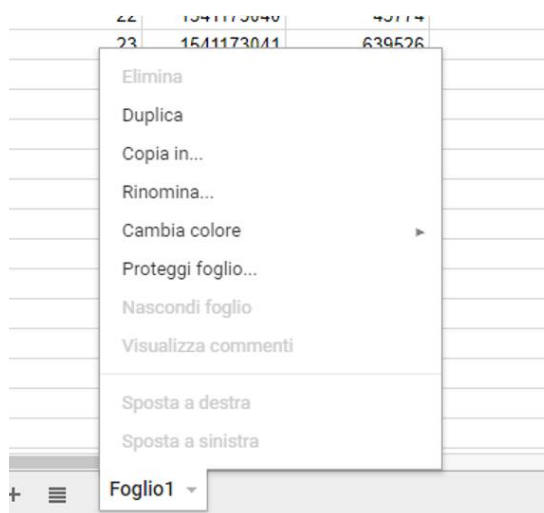 23 1541173041 639526
Elimina
Duplica
Copia in...
Rinomina...
Cambia colore
Proteggi foglio...
Nascondi foglio
Visualizza commenti
Sposta a destra
Sposta a sinistra
Foglio1